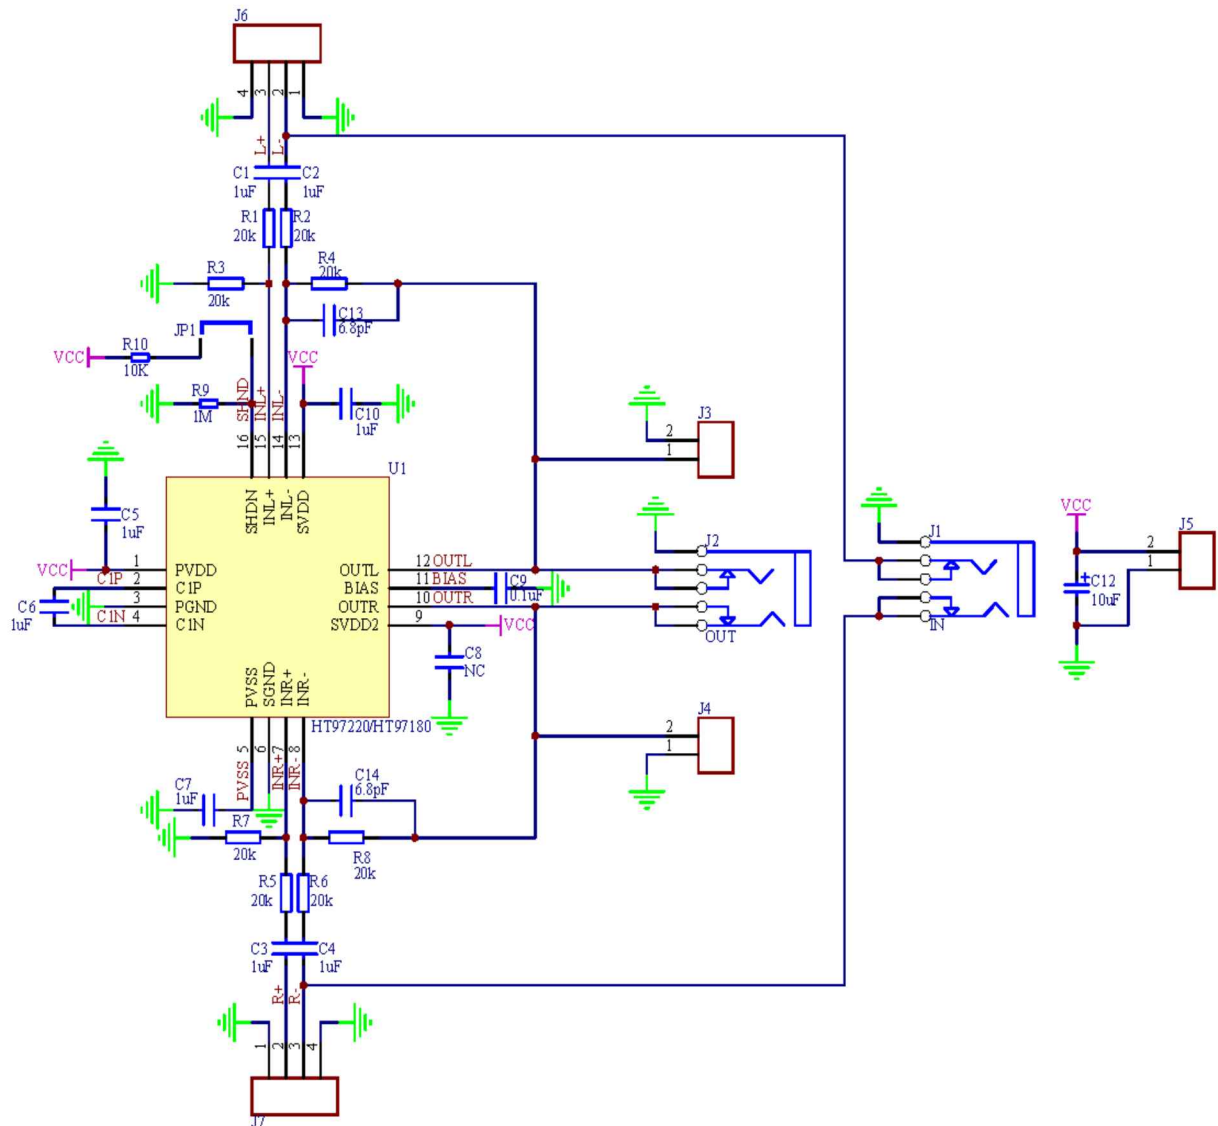 J6
4 3 2 1
L+ L-
C1 C2
1uF 1uF
R1 R2
20k 20k
R3 R4
20k 20k
JP1
C13
6.8pF
VCC R10
10K
VCC
R9
1M
SHND INL+ INL-
C10
1uF
16 15 14 13
J3
2
1
U1
SHDN INL+ INL- SVDD
C5
1uF
VCC 1 PVDD
C1P 2 C1P
3 PGND
C1N 4 C1N
C6
1uF
OUTL 12 OUTL
BIAS 11 BIAS
OUTR 10 OUTR
SVDD2 9 VCC
C9
0.1uF
C8
NC
J2
OUT
J1
IN
VCC
J5
2
1
C12
+
10uF
PVSS SGND INR+ INR-
HT97220/HT97180
5 6 7 8
PVSS INR+ INR-
J4
2
1
C7
1uF
C14
6.8pF
R7
20k
R8
20k
R5 R6
20k 20k
C3 C4
1uF 1uF
R+ R-
1 2 3 4
J7